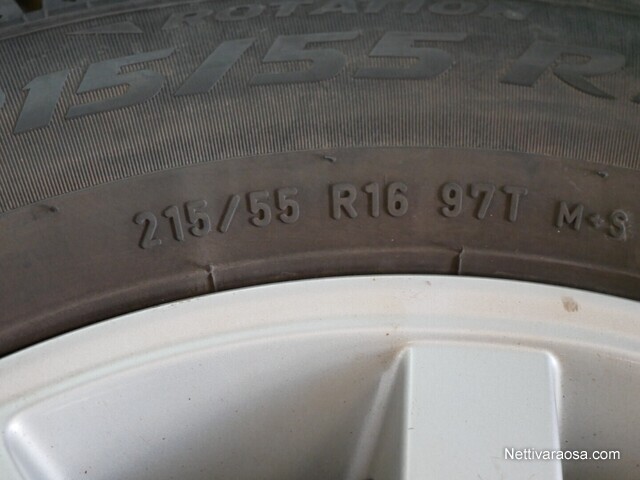 ROTATION
215/55 R
215/55 R16 97T M+S
Nettivaraosa.com